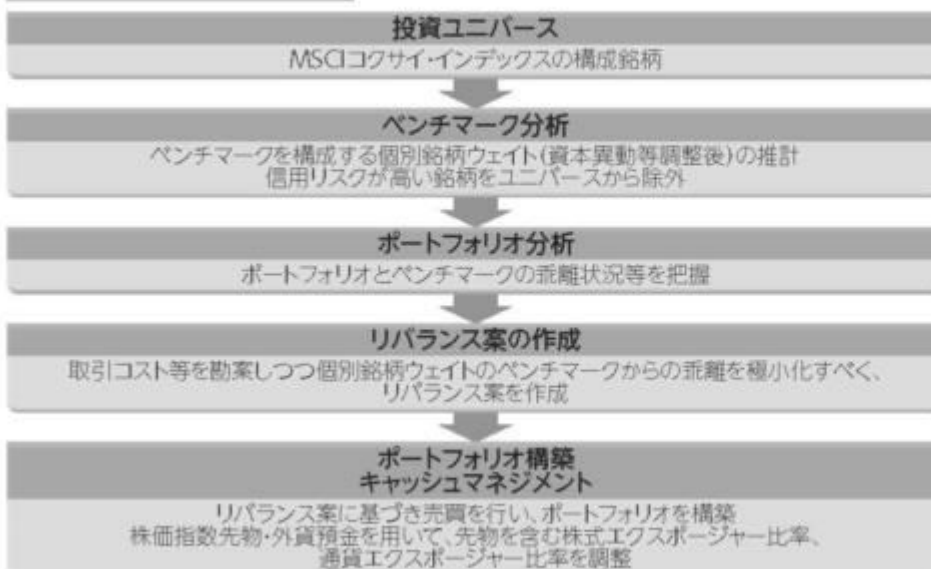 投資ユニバース
MSCIコクサイ・インデックスの構成銘柄
ベンチマーク分析
ベンチマークを構成する個別銘柄ウェイト(資本異動等調整後)の推計
信用リスクが高い銘柄をユニバースから除外
ポートフォリオ分析
ポートフォリオとベンチマークの乖離状況等を把握
リバランス案の作成
取引コスト等を勘案しつつ個別銘柄ウェイトのベンチマークからの乖離を極小化すべく、
リバランス案を作成
ポートフォリオ構築
キャッシュマネジメント
リバランス案に基づき売買を行い、ポートフォリオを構築
株価指数先物・外貨預金を用いて、先物を含む株式エクスポージャー比率、
通貨エクスポージャー比率を調整